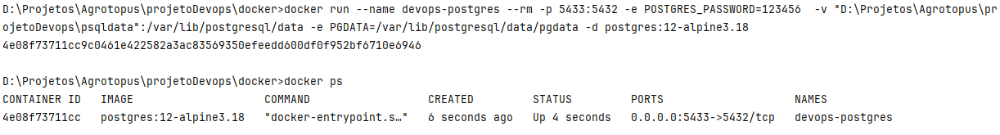 D:\Projetos\Agrotopus\projetoDevops\docker>docker run --name devops-postgres --rm -p 5433:5432 -e POSTGRES_PASSWORD=123456  -v "D:\Projetos\Agrotopus\pr
ojetoDevops\psqldata":/var/lib/postgresql/data -e PGDATA=/var/lib/postgresql/data/pgdata -d postgres:12-alpine3.18
4e08f73711cc9c0461e422582a3ac83569350efeedd600df0f952bf6710e6946
D:\Projetos\Agrotopus\projetoDevops\docker>docker ps
CONTAINER ID   IMAGE                    COMMAND                  CREATED         STATUS         PORTS                    NAMES
4e08f73711cc   postgres:12-alpine3.18   "docker-entrypoint.s…"   6 seconds ago   Up 4 seconds   0.0.0.0:5433->5432/tcp   devops-postgres